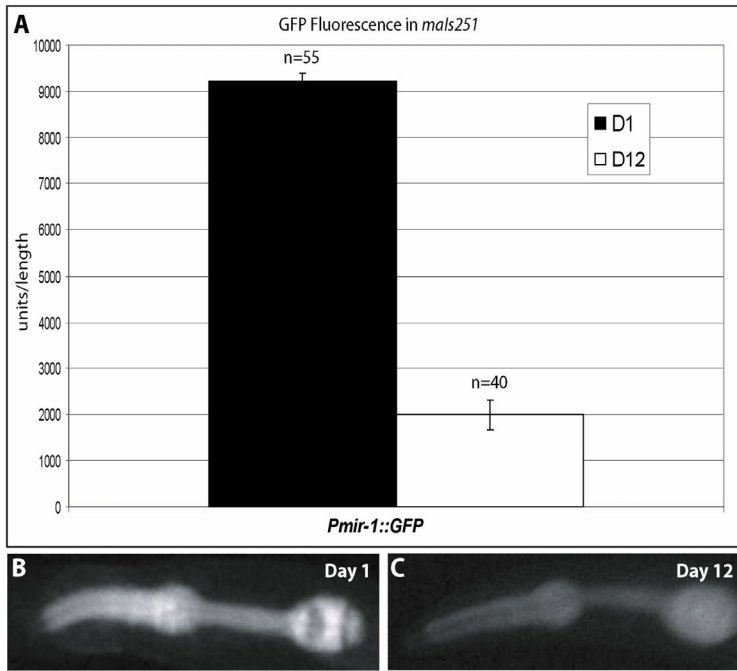 A
GFP Fluorescence in mals251
n=55
10000
9000
8000
7000
6000
5000
4000
3000
2000
1000
0
units/length
D1
D12
n=40
Pmir-1::GFP
B
Day 1
C
Day 12